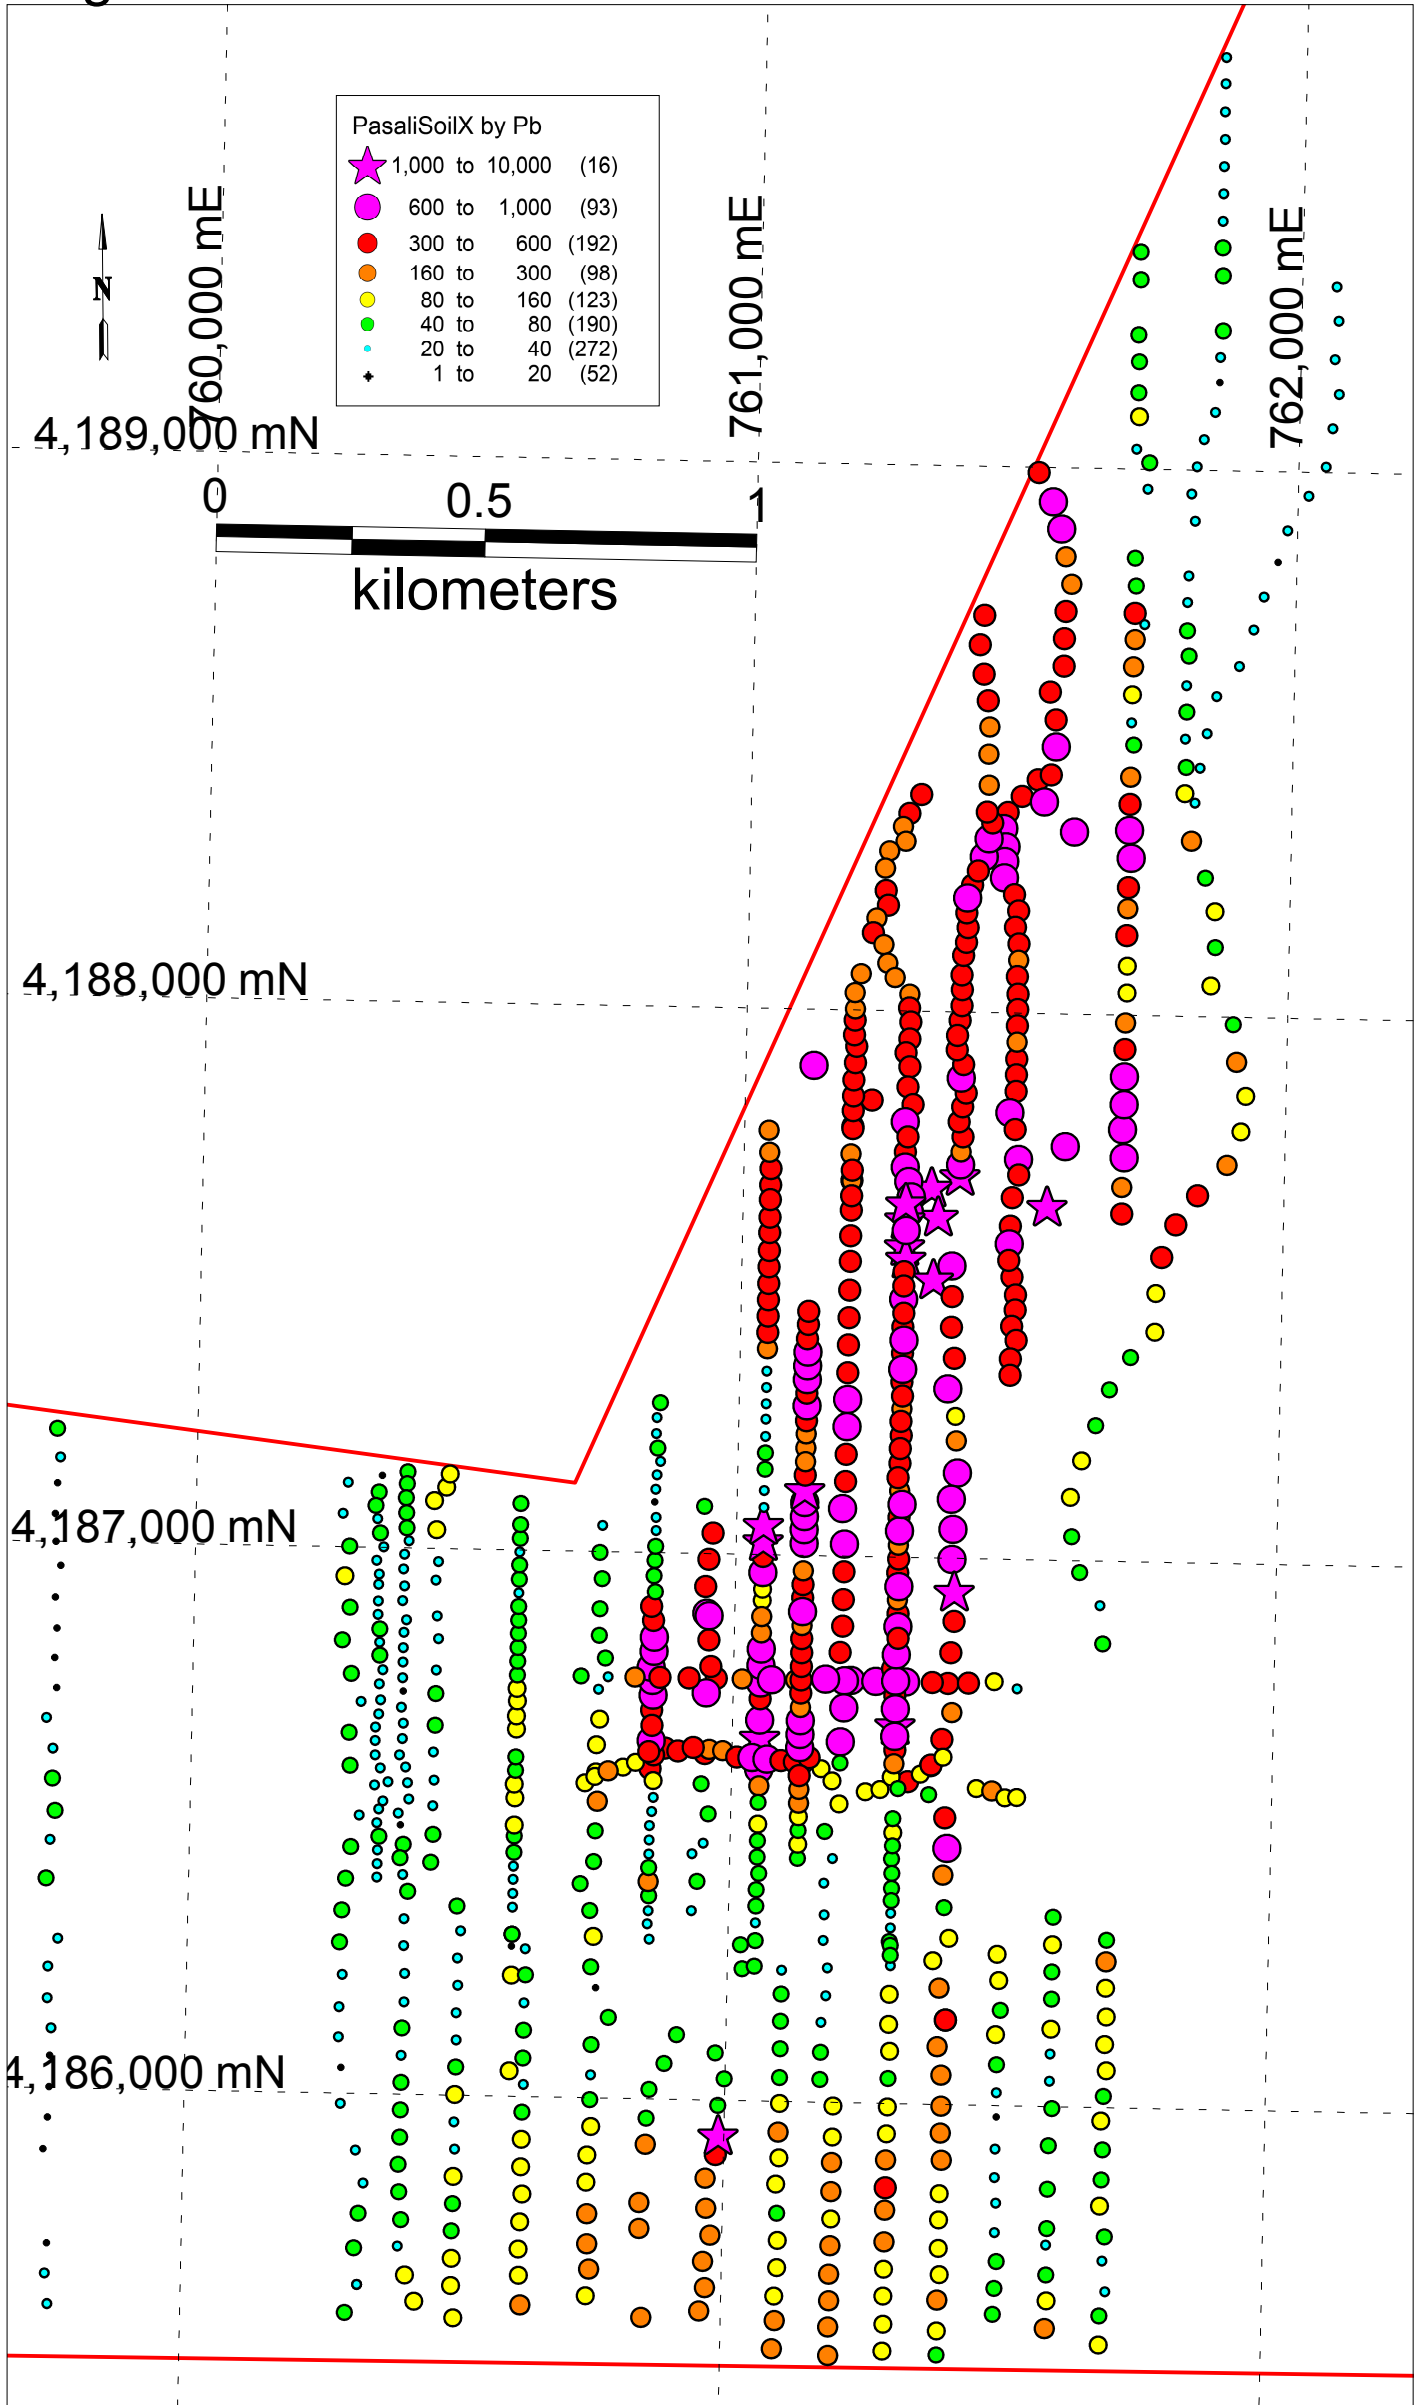 PasaliSoilX by Pb
1,000 to 10,000 (16)
600 to 1,000 (93)
300 to 600 (192)
160 to 300 (98)
80 to 160 (123)
40 to 80 (190)
20 to 40 (272)
1 to 20 (52)
N
760,000 mE
761,000 mE
762,000 mE
4,189,000 mN
0 0.5 1
kilometers
4,188,000 mN
4,187,000 mN
4,186,000 mN